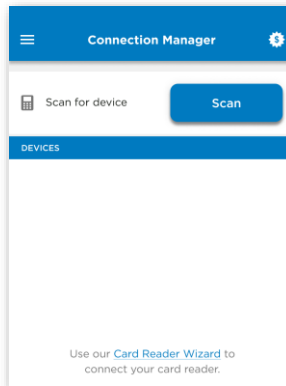 Connection Manager
$
Scan for device
Scan
DEVICES
Use our Card Reader Wizard to
connect your card reader.